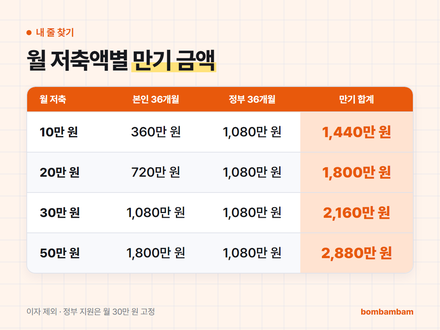 내 줄 찾기
월 저축액별 만기 금액
월 저축 본인 36개월 정부 36개월 만기 합계
10만 원 360만 원 1,080만 원 1,440만 원
20만 원 720만 원 1,080만 원 1,800만 원
30만 원 1,080만 원 1,080만 원 2,160만 원
50만 원 1,800만 원 1,080만 원 2,880만 원
이자 제외 · 정부 지원은 월 30만 원 고정
bombambam